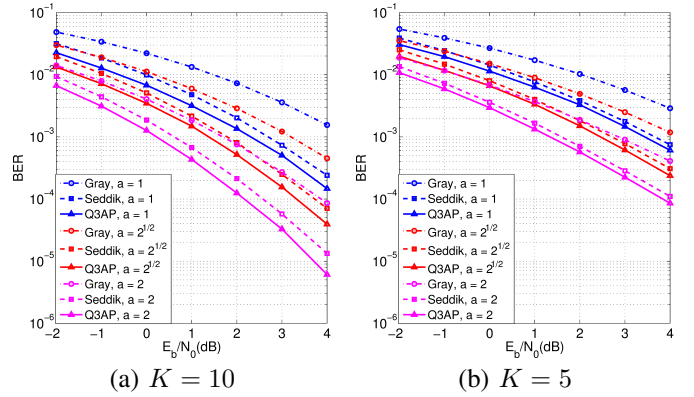 10^-1
10^-2
10^-3
10^-4
10^-5
10^-6
BER
Gray, a = 1
Seddik, a = 1
Q3AP, a = 1
Gray, a = 2^1/2
Seddik, a = 2^1/2
Q3AP, a = 2^1/2
Gray, a = 2
Seddik, a = 2
Q3AP, a = 2
−2 −1 0 1 2 3 4
E_b/N_0(dB)
(a) K = 10
10^-1
10^-2
10^-3
10^-4
10^-5
10^-6
BER
Gray, a = 1
Seddik, a = 1
Q3AP, a = 1
Gray, a = 2^1/2
Seddik, a = 2^1/2
Q3AP, a = 2^1/2
Gray, a = 2
Seddik, a = 2
Q3AP, a = 2
−2 −1 0 1 2 3 4
E_b/N_0(dB)
(b) K = 5